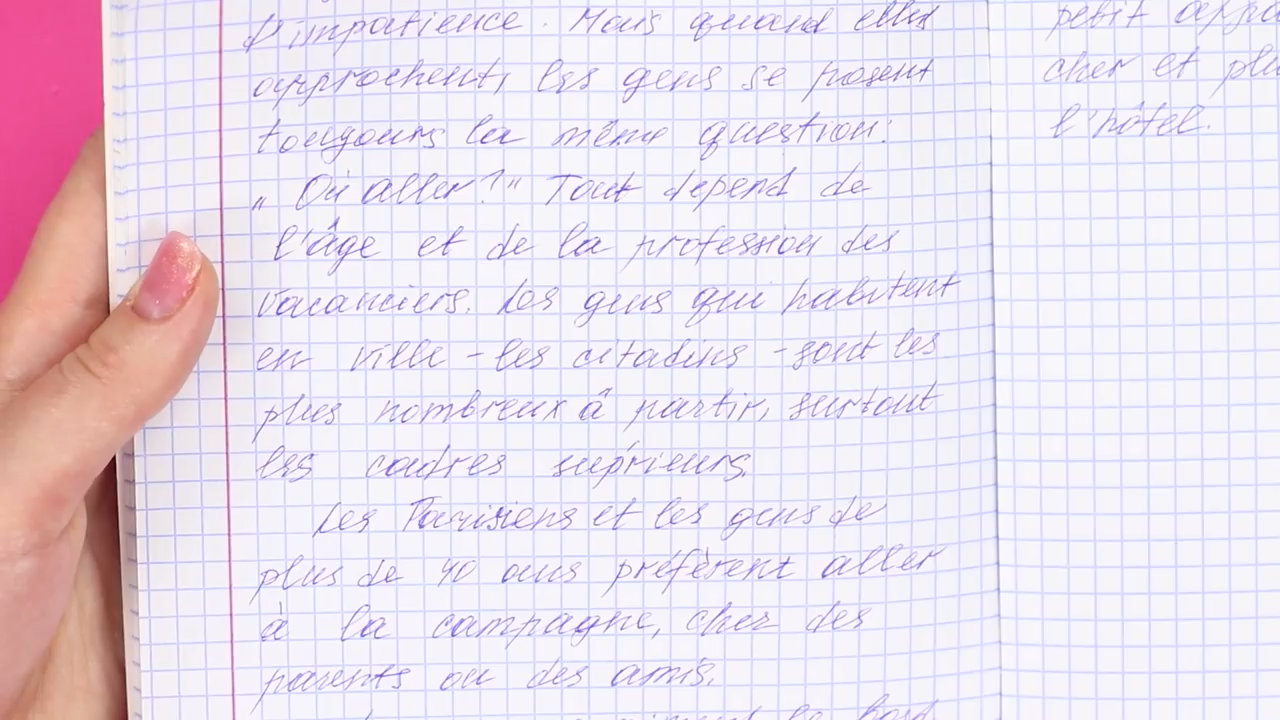 d'impatience. Mais quand elles
approchent, les gens se posent
toujours la même question:
„ Où aller?" Tout depend de
l'âge et de la profession des
vacanciers. Les gens qui habitent
en ville - les citadins - sont les
plus nombreux à partir, surtout
les cadres supérieurs.
Les Parisiens et les gens de
plus de 40 ans préfèrent aller
à la campagne, chez des
parents ou des amis.
petit
cher et
l'hôtel.